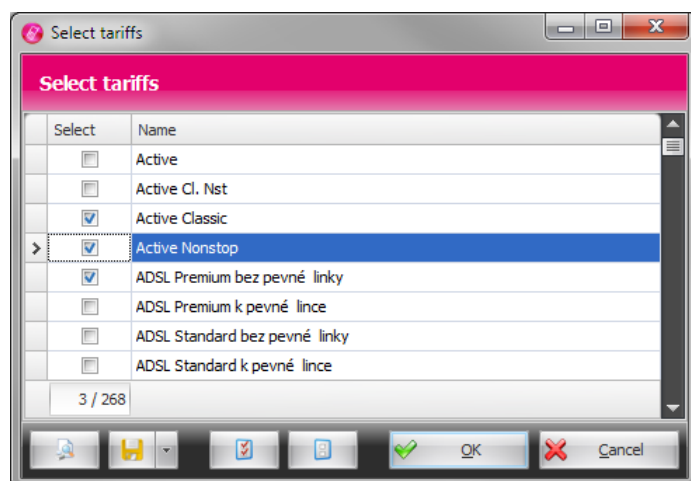 Select tariffs
Select tariffs
Select Name
Active
Active Cl. Nst
Active Classic
Active Nonstop
ADSL Premium bez pevné linky
ADSL Premium k pevné lince
ADSL Standard bez pevné linky
ADSL Standard k pevné lince
3 / 268
OK Cancel